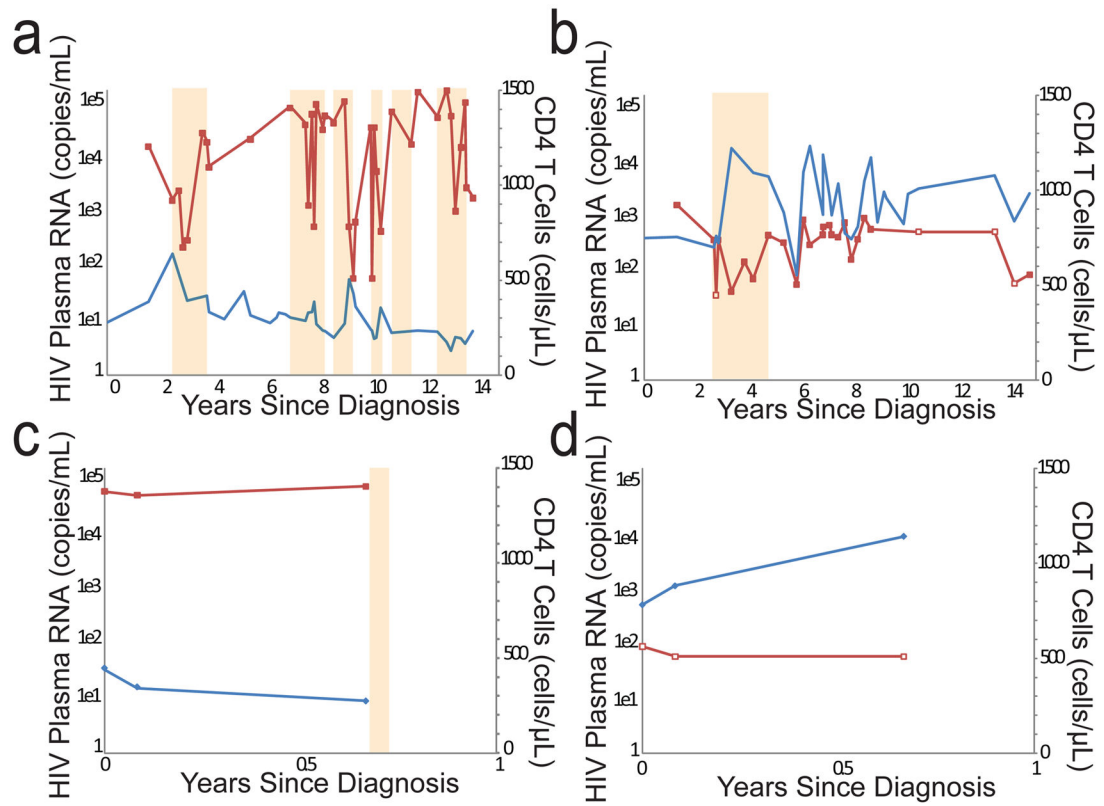 a
HIV Plasma RNA (copies/mL)
1e5
1e4
1e3
1e2
1e1
1
0 2 4 6 8 10 12 14
Years Since Diagnosis
1500
1000
500
0
CD4 T Cells (cells/µL)
b
HIV Plasma RNA (copies/mL)
1e5
1e4
1e3
1e2
1e1
1
0 2 4 6 8 10 12 14
Years Since Diagnosis
1500
1000
500
0
CD4 T Cells (cells/µL)
c
HIV Plasma RNA (copies/mL)
1e5
1e4
1e3
1e2
1e1
1
0 0.5 1
Years Since Diagnosis
1500
1000
500
0
CD4 T Cells (cells/µL)
d
HIV Plasma RNA (copies/mL)
1e5
1e4
1e3
1e2
1e1
1
0 0.5 1
Years Since Diagnosis
1500
1000
500
0
CD4 T Cells (cells/µL)